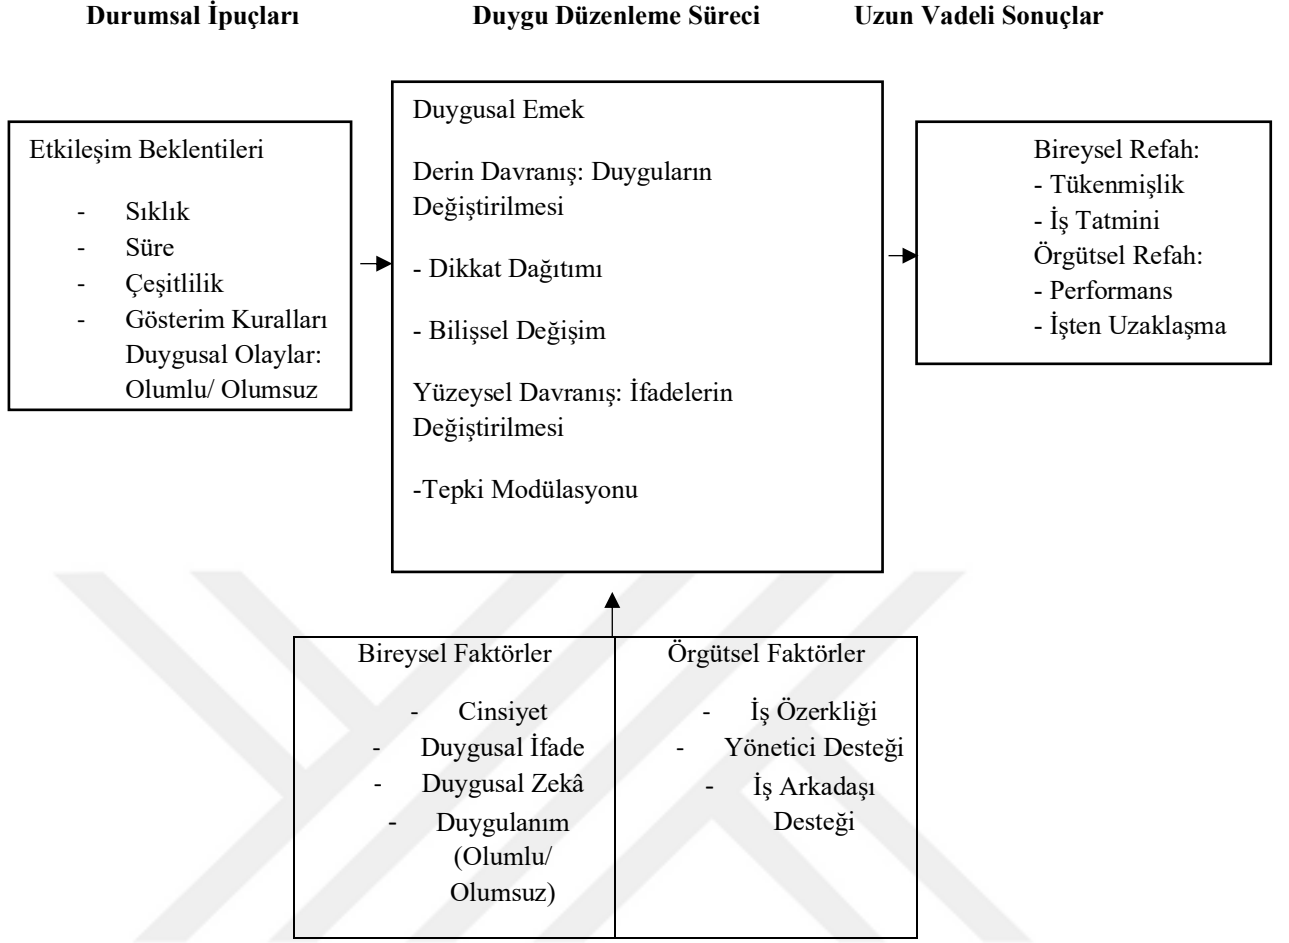 Durumsal İpuçları
Duygu Düzenleme Süreci
Uzun Vadeli Sonuçlar
Etkileşim Beklentileri
- Sıklık
- Süre
- Çeşitlilik
- Gösterim Kuralları
Duygusal Olaylar:
Olumlu/ Olumsuz
Duygusal Emek
Derin Davranış: Duyguların
Değiştirilmesi
- Dikkat Dağıtımı
- Bilişsel Değişim
Yüzeysel Davranış: İfadelerin
Değiştirilmesi
-Tepki Modülasyonu
Bireysel Refah:
- Tükenmişlik
- İş Tatmini
Örgütsel Refah:
- Performans
- İşten Uzaklaşma
Bireysel Faktörler
- Cinsiyet
- Duygusal İfade
- Duygusal Zekâ
- Duygulanım
(Olumlu/
Olumsuz)
Örgütsel Faktörler
- İş Özerkliği
- Yönetici Desteği
- İş Arkadaşı
Desteği